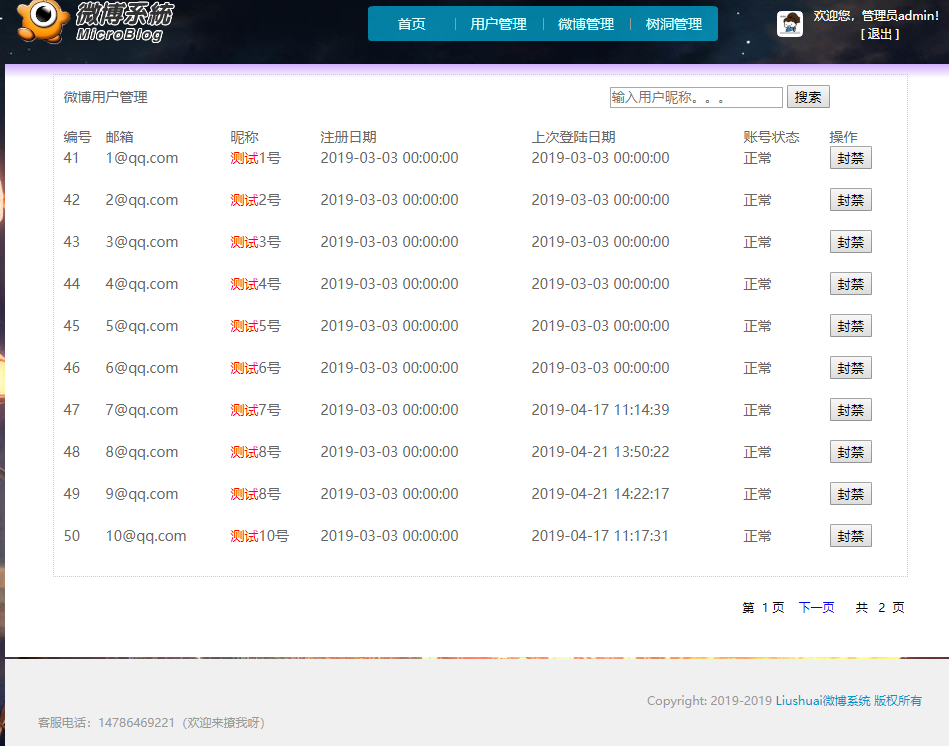 微博系统
MicroBlog
首页 用户管理 微博管理 树洞管理
欢迎您，管理员admin!
[ 退出 ]
微博用户管理 输入用户昵称。。。 搜索
编号 邮箱 昵称 注册日期 上次登陆日期 账号状态 操作
41 1@qq.com 测试1号 2019-03-03 00:00:00 2019-03-03 00:00:00 正常 封禁
42 2@qq.com 测试2号 2019-03-03 00:00:00 2019-03-03 00:00:00 正常 封禁
43 3@qq.com 测试3号 2019-03-03 00:00:00 2019-03-03 00:00:00 正常 封禁
44 4@qq.com 测试4号 2019-03-03 00:00:00 2019-03-03 00:00:00 正常 封禁
45 5@qq.com 测试5号 2019-03-03 00:00:00 2019-03-03 00:00:00 正常 封禁
46 6@qq.com 测试6号 2019-03-03 00:00:00 2019-03-03 00:00:00 正常 封禁
47 7@qq.com 测试7号 2019-03-03 00:00:00 2019-04-17 11:14:39 正常 封禁
48 8@qq.com 测试8号 2019-03-03 00:00:00 2019-04-21 13:50:22 正常 封禁
49 9@qq.com 测试8号 2019-03-03 00:00:00 2019-04-21 14:22:17 正常 封禁
50 10@qq.com 测试10号 2019-03-03 00:00:00 2019-04-17 11:17:31 正常 封禁
第 1 页 下一页 共 2 页
Copyright: 2019-2019 Liushuai微博系统 版权所有
客服电话：14786469221（欢迎来撩我呀）